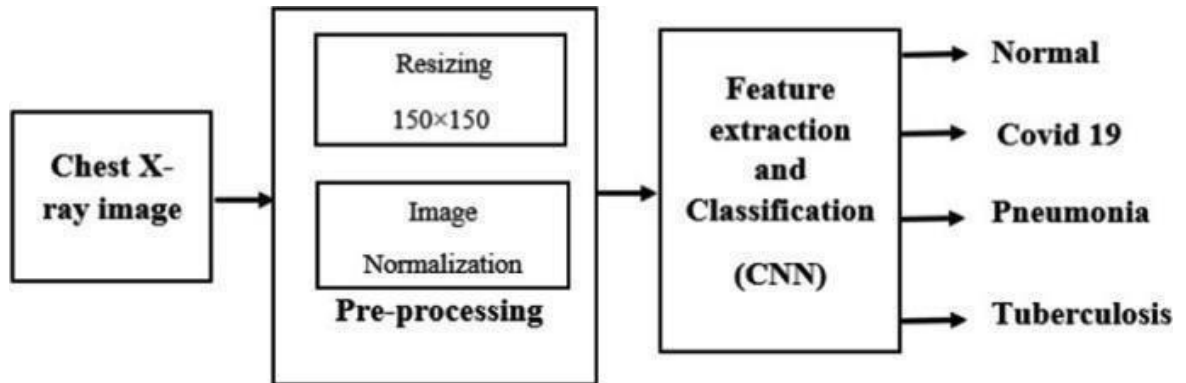 Chest X-
ray image
Resizing
150×150
Image
Normalization
Pre-processing
Feature
extraction
and
Classification
(CNN)
Normal
Covid 19
Pneumonia
Tuberculosis